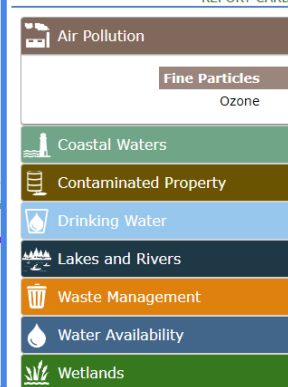 REPORT CARD
Air Pollution
Fine Particles
Ozone
Coastal Waters
Contaminated Property
Drinking Water
Lakes and Rivers
Waste Management
Water Availability
Wetlands